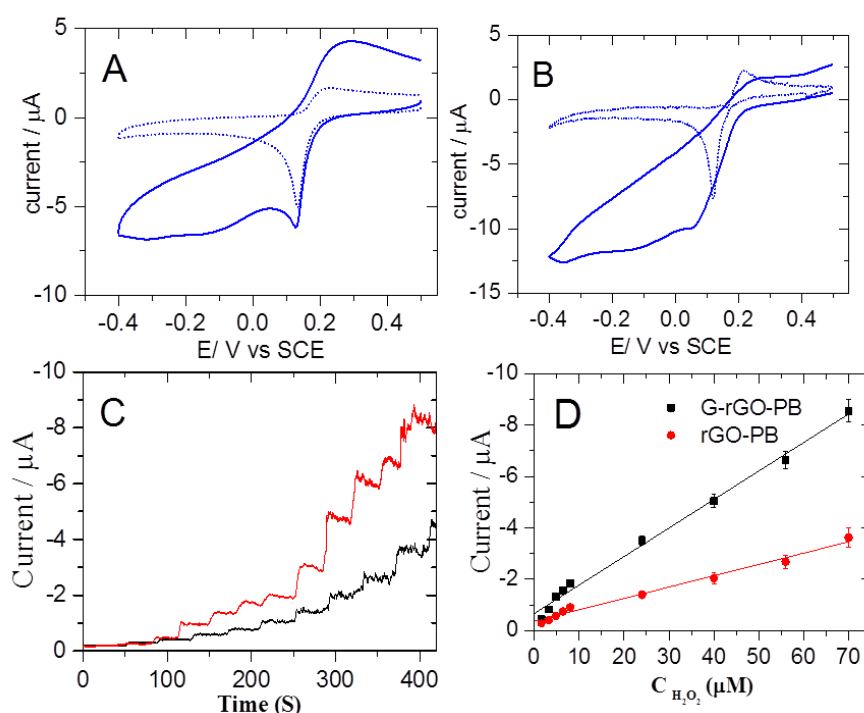 A
5
0
-5
-10
current / μA
-0.4 -0.2 0.0 0.2 0.4
E/ V vs SCE
B
5
0
-5
-10
-15
current / μA
-0.4 -0.2 0.0 0.2 0.4
E/ V vs SCE
C
-10
-8
-6
-4
-2
0
Current / μA
0 100 200 300 400
Time (S)
D
G-rGO-PB
rGO-PB
-10
-8
-6
-4
-2
0
Current / μA
0 10 20 30 40 50 60 70
C H₂O₂ (μM)